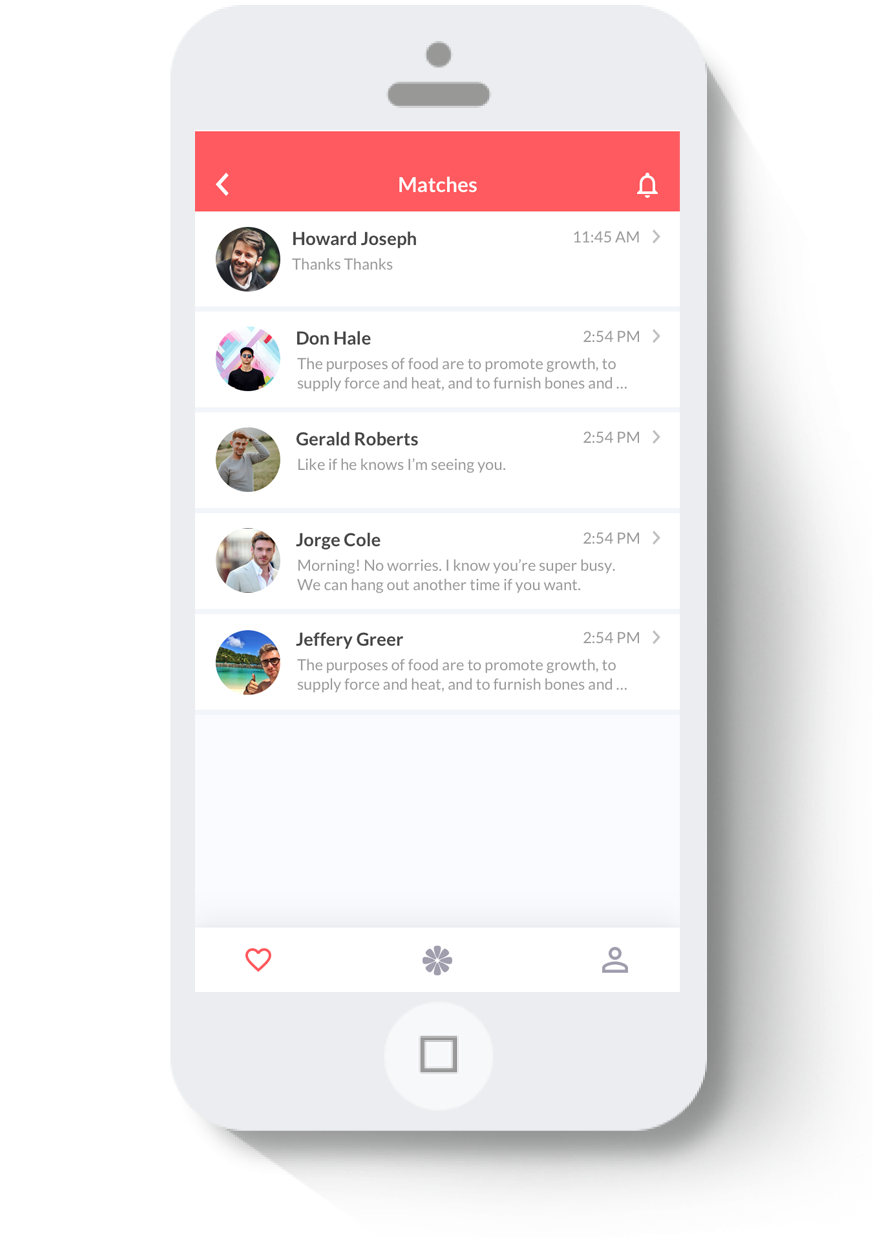 Matches
Howard Joseph
11:45 AM
Thanks Thanks
Don Hale
2:54 PM
The purposes of food are to promote growth, to
supply force and heat, and to furnish bones and ...
Gerald Roberts
2:54 PM
Like if he knows I’m seeing you.
Jorge Cole
2:54 PM
Morning! No worries. I know you’re super busy.
We can hang out another time if you want.
Jeffery Greer
2:54 PM
The purposes of food are to promote growth, to
supply force and heat, and to furnish bones and ...